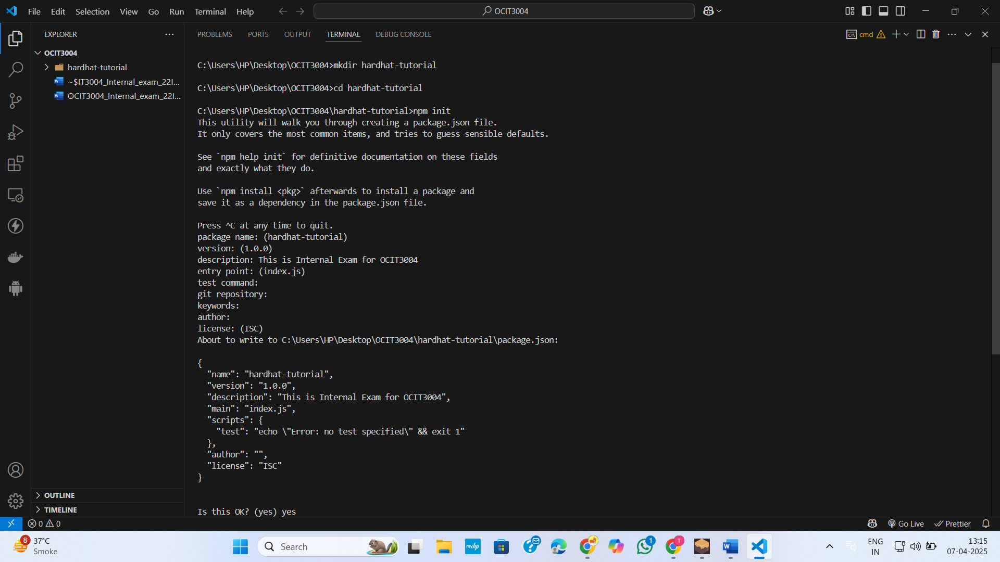 File Edit Selection View Go Run Terminal Help
OCIT3004
EXPLORER
OCIT3004
hardhat-tutorial
~$IT3004_Internal_exam_22I...
OCIT3004_Internal_exam_22I...
OUTLINE
TIMELINE
PROBLEMS PORTS OUTPUT TERMINAL DEBUG CONSOLE
cmd
C:\Users\HP\Desktop\OCIT3004>mkdir hardhat-tutorial
C:\Users\HP\Desktop\OCIT3004>cd hardhat-tutorial
C:\Users\HP\Desktop\OCIT3004\hardhat-tutorial>npm init
This utility will walk you through creating a package.json file.
It only covers the most common items, and tries to guess sensible defaults.
See `npm help init` for definitive documentation on these fields
and exactly what they do.
Use `npm install <pkg>` afterwards to install a package and
save it as a dependency in the package.json file.
Press ^C at any time to quit.
package name: (hardhat-tutorial)
version: (1.0.0)
description: This is Internal Exam for OCIT3004
entry point: (index.js)
test command:
git repository:
keywords:
author:
license: (ISC)
About to write to C:\Users\HP\Desktop\OCIT3004\hardhat-tutorial\package.json:
{
  "name": "hardhat-tutorial",
  "version": "1.0.0",
  "description": "This is Internal Exam for OCIT3004",
  "main": "index.js",
  "scripts": {
    "test": "echo \"Error: no test specified\" && exit 1"
  },
  "author": "",
  "license": "ISC"
}
Is this OK? (yes) yes
0 0
Go Live Prettier
8
37°C
Smoke
Search
myhp
1
T
ENG
IN
13:15
07-04-2025